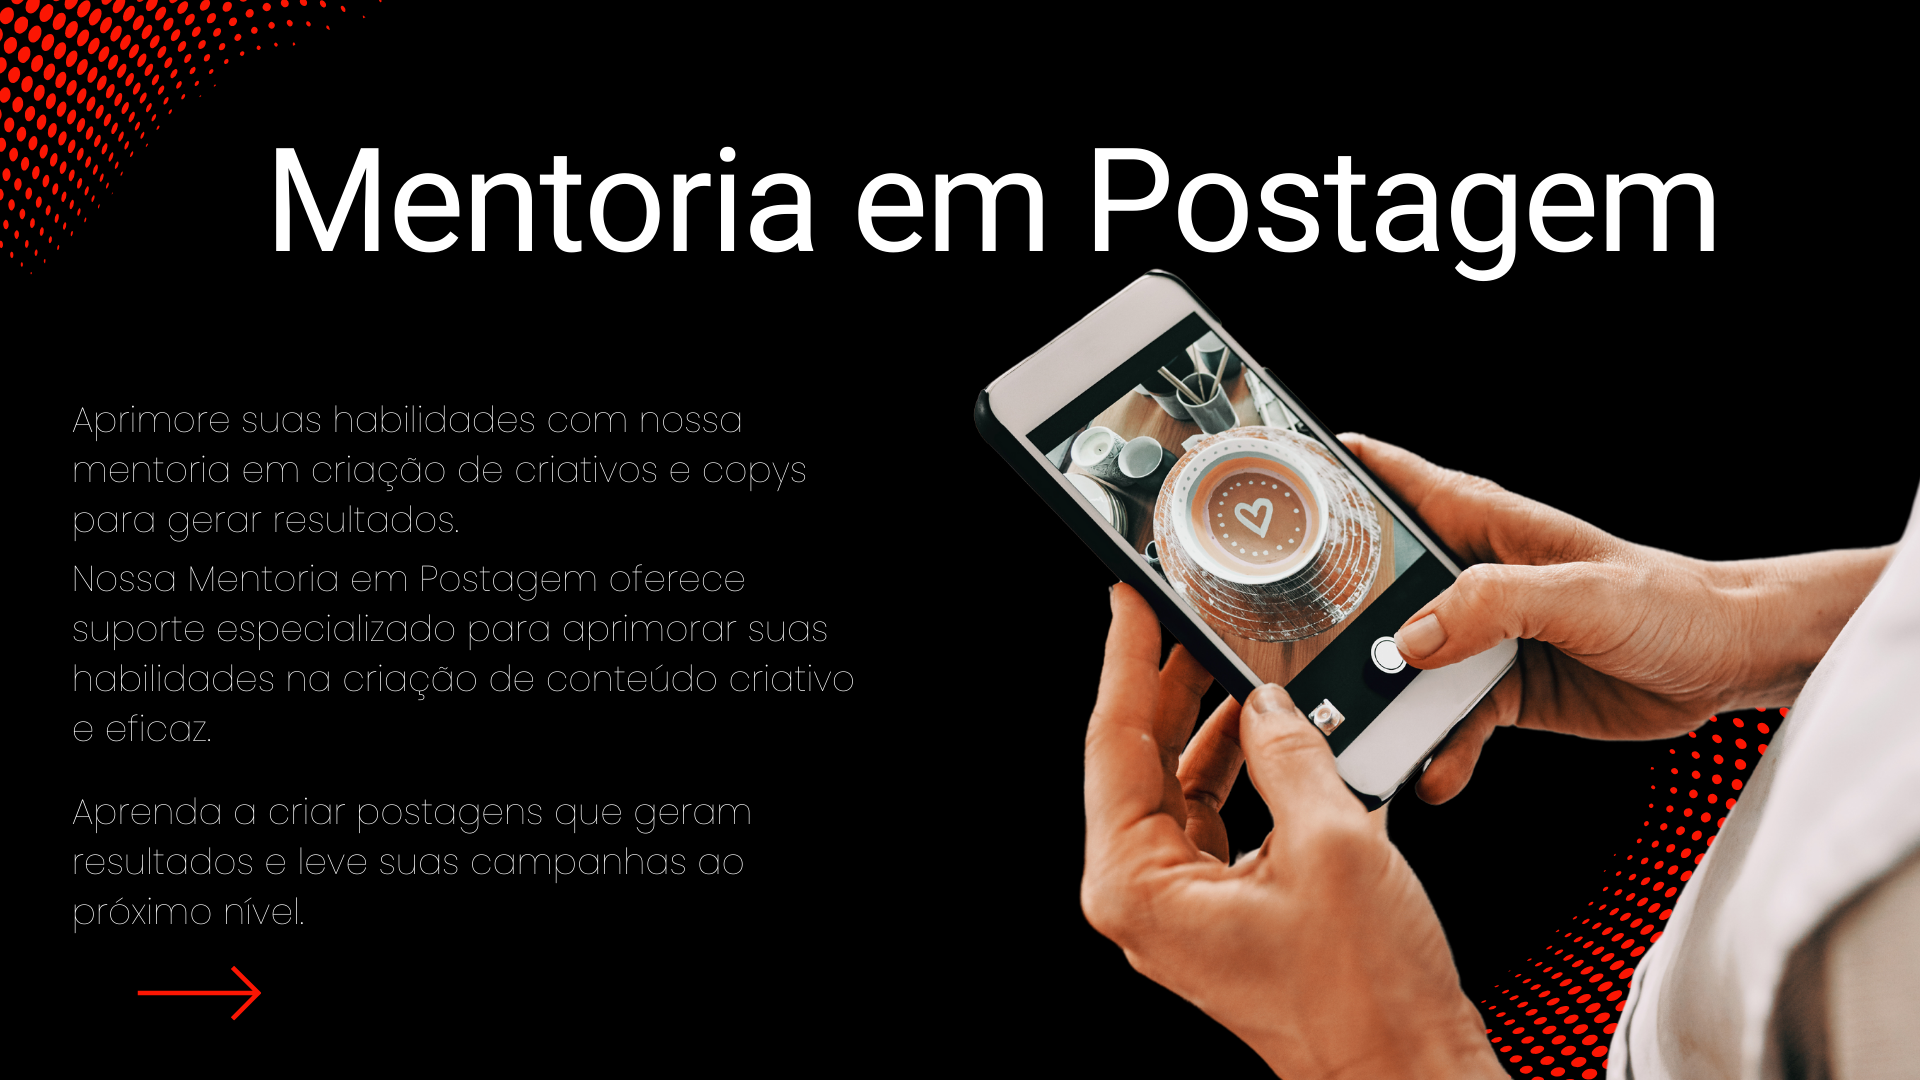 Mentoria em Postagem
Aprimore suas habilidades com nossa
mentoria em criação de criativos e copys
para gerar resultados.
Nossa Mentoria em Postagem oferece
suporte especializado para aprimorar suas
habilidades na criação de conteúdo criativo
e eficaz.
Aprenda a criar postagens que geram
resultados e leve suas campanhas ao
próximo nível.